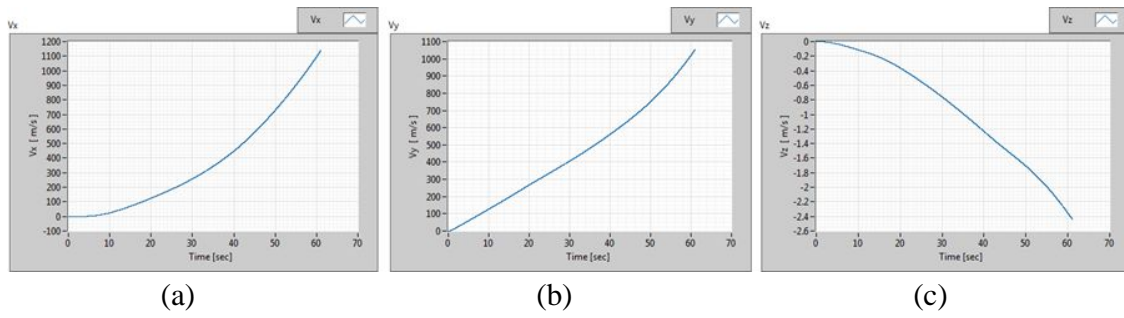 Vx
Vx
Vx [ m/s ]
1200
1100
1000
900
800
700
600
500
400
300
200
100
0
-100
0 10 20 30 40 50 60 70
Time [sec]
(a)
Vy
Vy
Vy [ m/s ]
1100
1000
900
800
700
600
500
400
300
200
100
0
0 10 20 30 40 50 60 70
Time [sec]
(b)
Vz
Vz
Vz [ m/s ]
0
-0.2
-0.4
-0.6
-0.8
-1
-1.2
-1.4
-1.6
-1.8
-2
-2.2
-2.4
-2.6
0 10 20 30 40 50 60 70
Time [sec]
(c)